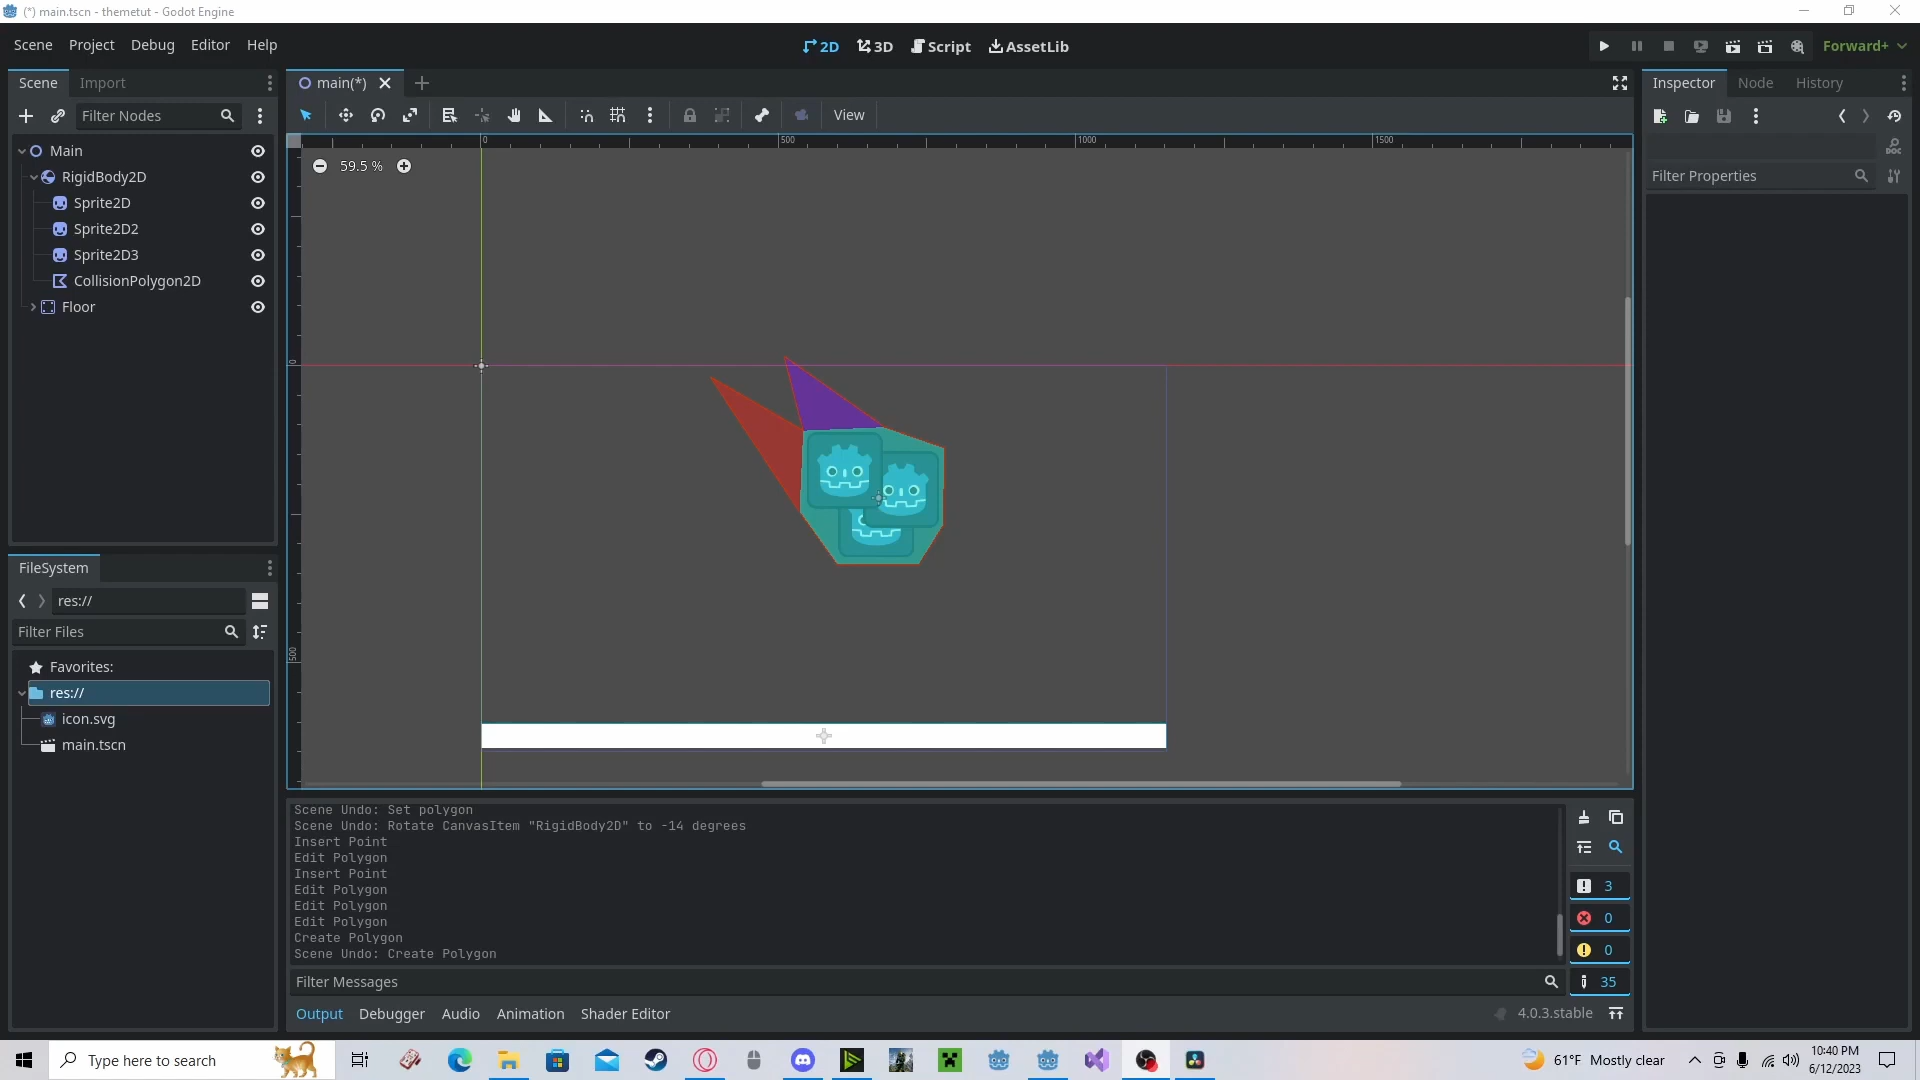 (*) main.tscn - themetut - Godot Engine
Scene Project Debug Editor Help
2D 3D Script AssetLib
Forward+
Scene Import
main(*)
Inspector Node History
Filter Nodes
View
Main
RigidBody2D
Sprite2D
Sprite2D2
Sprite2D3
CollisionPolygon2D
Floor
0 500 1000 1500
59.5 %
0
500
DOC
Filter Properties
FileSystem
res://
Filter Files
Favorites:
res://
icon.svg
main.tscn
Scene Undo: Set polygon
Scene Undo: Rotate CanvasItem "RigidBody2D" to -14 degrees
Insert Point
Edit Polygon
Insert Point
Edit Polygon
Edit Polygon
Edit Polygon
Create Polygon
Scene Undo: Create Polygon
3
0
0
35
Filter Messages
Output Debugger Audio Animation Shader Editor
4.0.3.stable
Type here to search
61°F Mostly clear
10:40 PM
6/12/2023